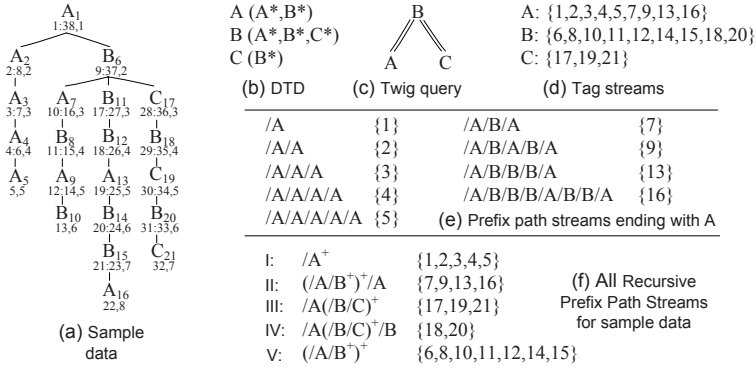 A1
1:38,1
A2 B6
2:8,2 9:37,2
A3 A7 B11 C17
3:7,3 10:16,3 17:27,3 28:36,3
A4 B8 B12 B18
4:6,4 11:15,4 18:26,4 29:35,4
A5 A9 A13 C19
5,5 12:14,5 19:25,5 30:34,5
B10 B14 B20
13,6 20:24,6 31:33,6
B15 C21
21:23,7 32,7
A16
22,8
(a) Sample
data
A (A*,B*)
B (A*,B*,C*)
C (B*)
(b) DTD
B
A C
(c) Twig query
A: {1,2,3,4,5,7,9,13,16}
B: {6,8,10,11,12,14,15,18,20}
C: {17,19,21}
(d) Tag streams
/A {1} /A/B/A {7}
/A/A {2} /A/B/A/B/A {9}
/A/A/A {3} /A/B/B/B/A {13}
/A/A/A/A {4} /A/B/B/B/A/B/B/A {16}
/A/A/A/A/A {5} (e) Prefix path streams ending with A
I: /A+ {1,2,3,4,5}
II: (/A/B+)+/A {7,9,13,16}
III: /A(/B/C)+ {17,19,21}
IV: /A(/B/C)+/B {18,20}
V: (/A/B+)+ {6,8,10,11,12,14,15}
(f) All Recursive
Prefix Path Streams
for sample data